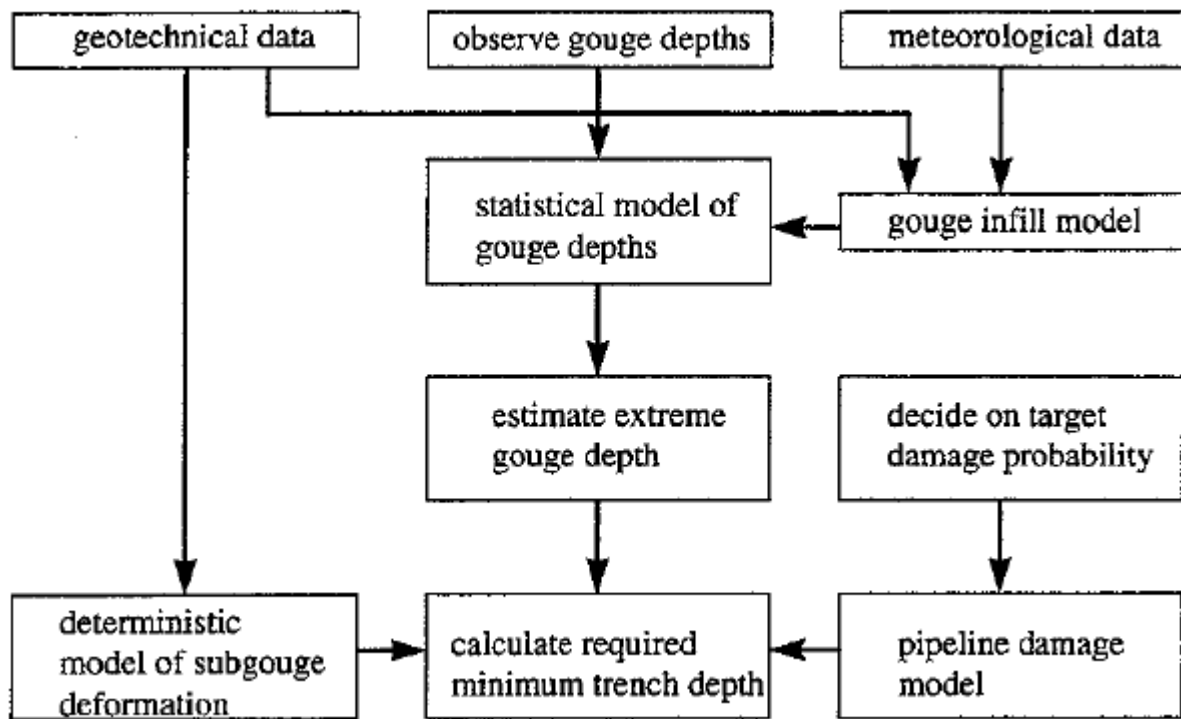 geotechnical data
observe gouge depths
meteorological data
statistical model of
gouge depths
gouge infill model
estimate extreme
gouge depth
decide on target
damage probability
deterministic
model of subgouge
deformation
calculate required
minimum trench depth
pipeline damage
model